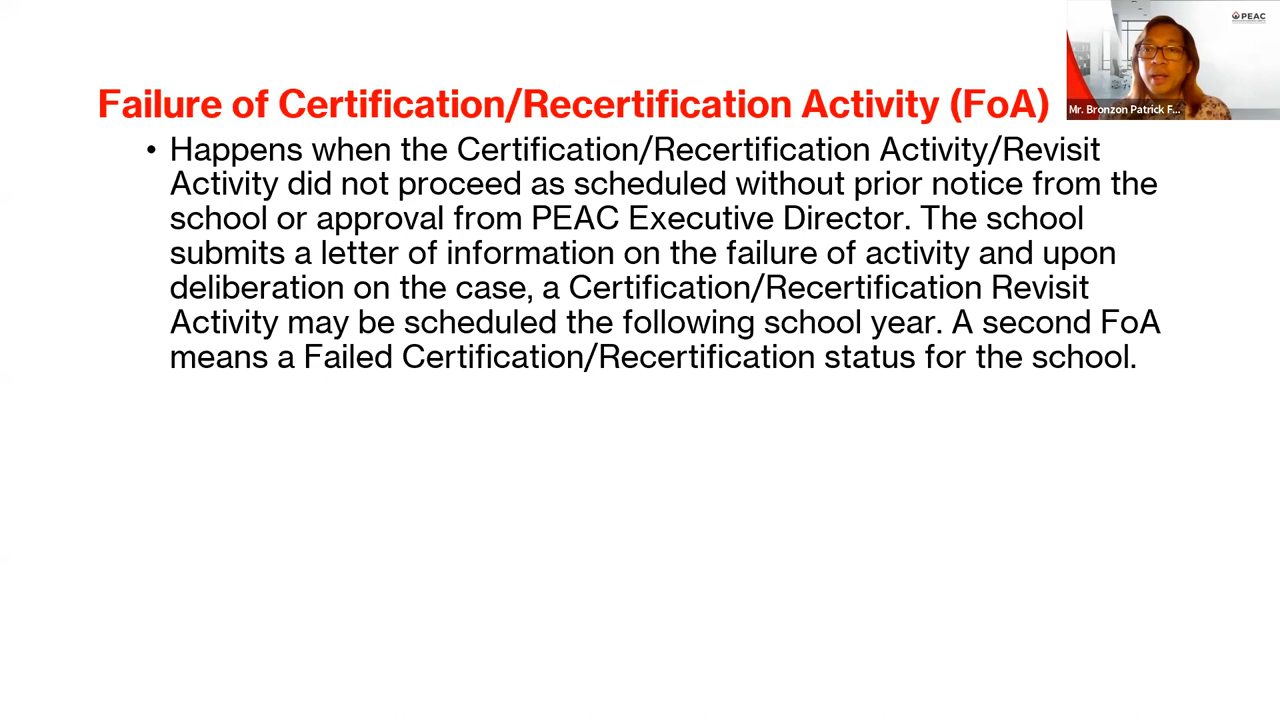 PEAC
Mr. Bronzon Patrick F...
Failure of Certification/Recertification Activity (FoA)
• Happens when the Certification/Recertification Activity/Revisit
Activity did not proceed as scheduled without prior notice from the
school or approval from PEAC Executive Director. The school
submits a letter of information on the failure of activity and upon
deliberation on the case, a Certification/Recertification Revisit
Activity may be scheduled the following school year. A second FoA
means a Failed Certification/Recertification status for the school.